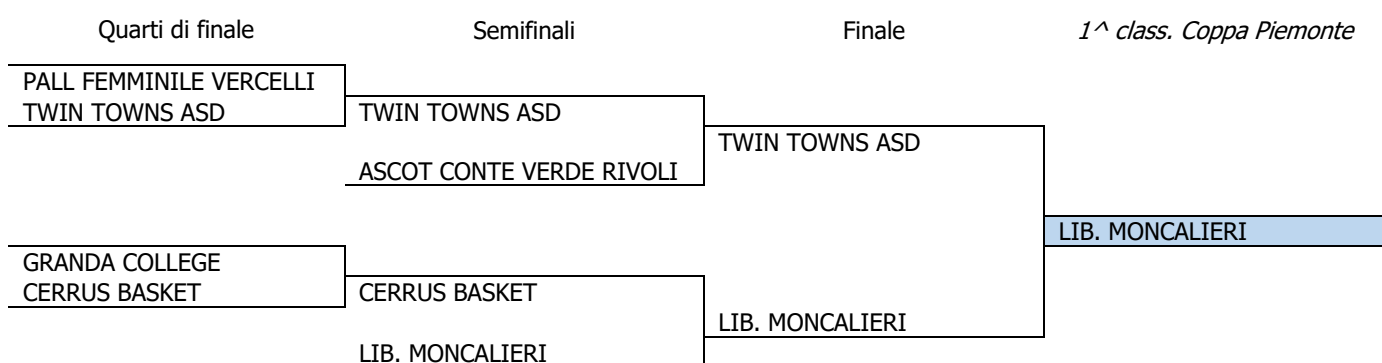 Quarti di finale
Semifinali
Finale
1^ class. Coppa Piemonte
PALL FEMMINILE VERCELLI
TWIN TOWNS ASD
TWIN TOWNS ASD
TWIN TOWNS ASD
ASCOT CONTE VERDE RIVOLI
LIB. MONCALIERI
GRANDA COLLEGE
CERRUS BASKET
CERRUS BASKET
LIB. MONCALIERI
LIB. MONCALIERI